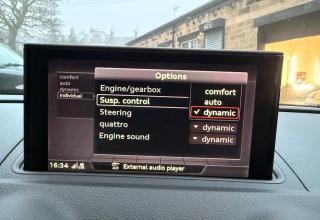 Options
comfort
auto
dynamic
individual
Engine/gearbox
Susp. control
Steering
quattro
Engine sound
comfort
auto
dynamic
dynamic
dynamic
16:34
External audio player